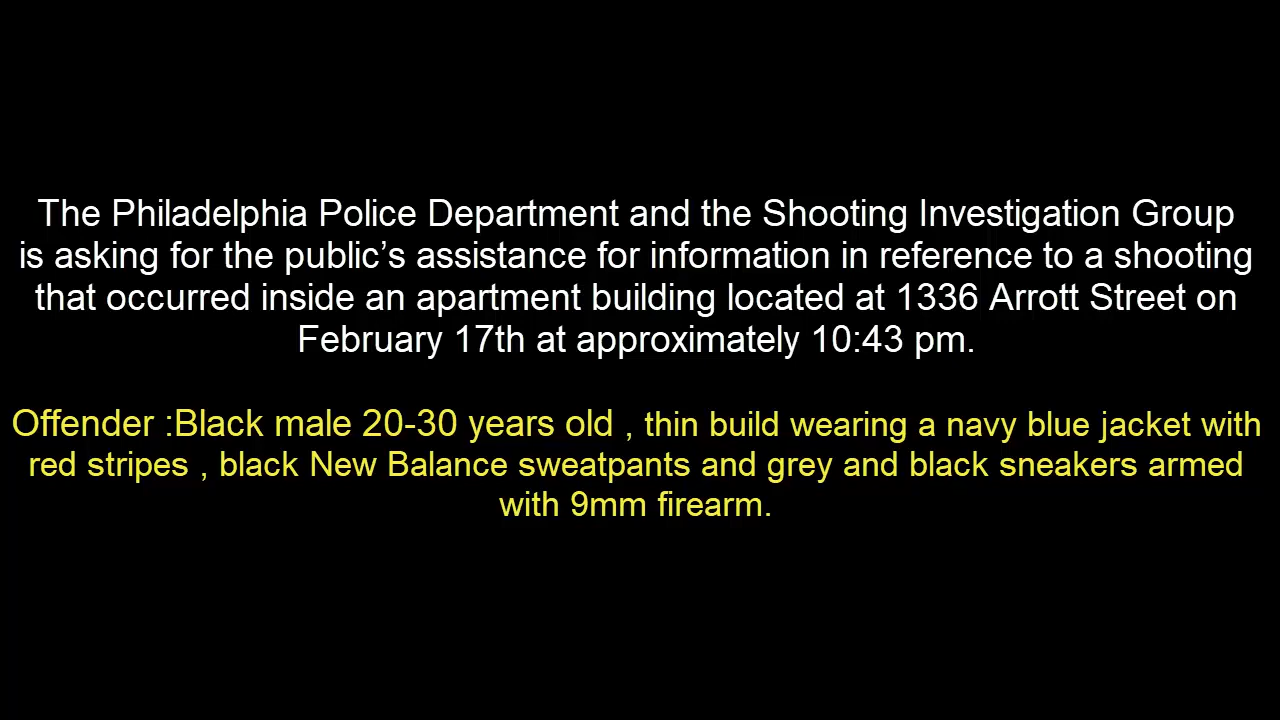 The Philadelphia Police Department and the Shooting Investigation Group
is asking for the public’s assistance for information in reference to a shooting
that occurred inside an apartment building located at 1336 Arrott Street on
February 17th at approximately 10:43 pm.
Offender :Black male 20-30 years old , thin build wearing a navy blue jacket with
red stripes , black New Balance sweatpants and grey and black sneakers armed
with 9mm firearm.